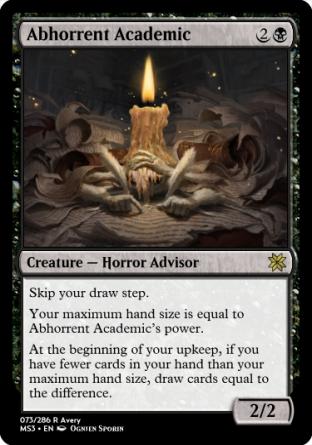 Abhorrent Academic 2
Creature — Horror Advisor
Skip your draw step.
Your maximum hand size is equal to
Abhorrent Academic's power.
At the beginning of your upkeep, if you
have fewer cards in your hand than your
maximum hand size, draw cards equal to
the difference.
2/2
073/286 R Avery
MS3 • EN Ognien Sporin